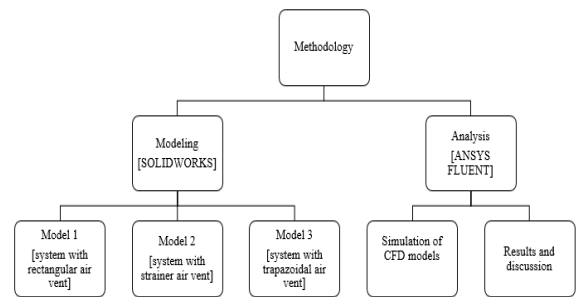 Methodology
Modeling
[SOLIDWORKS]
Analysis
[ANSYS
FLUENT]
Model 1
[system with
rectangular air
vent]
Model 2
[system with
strainer air vent]
Model 3
[system with
trapazoidal air
vent]
Simulation of
CFD models
Results and
discussion